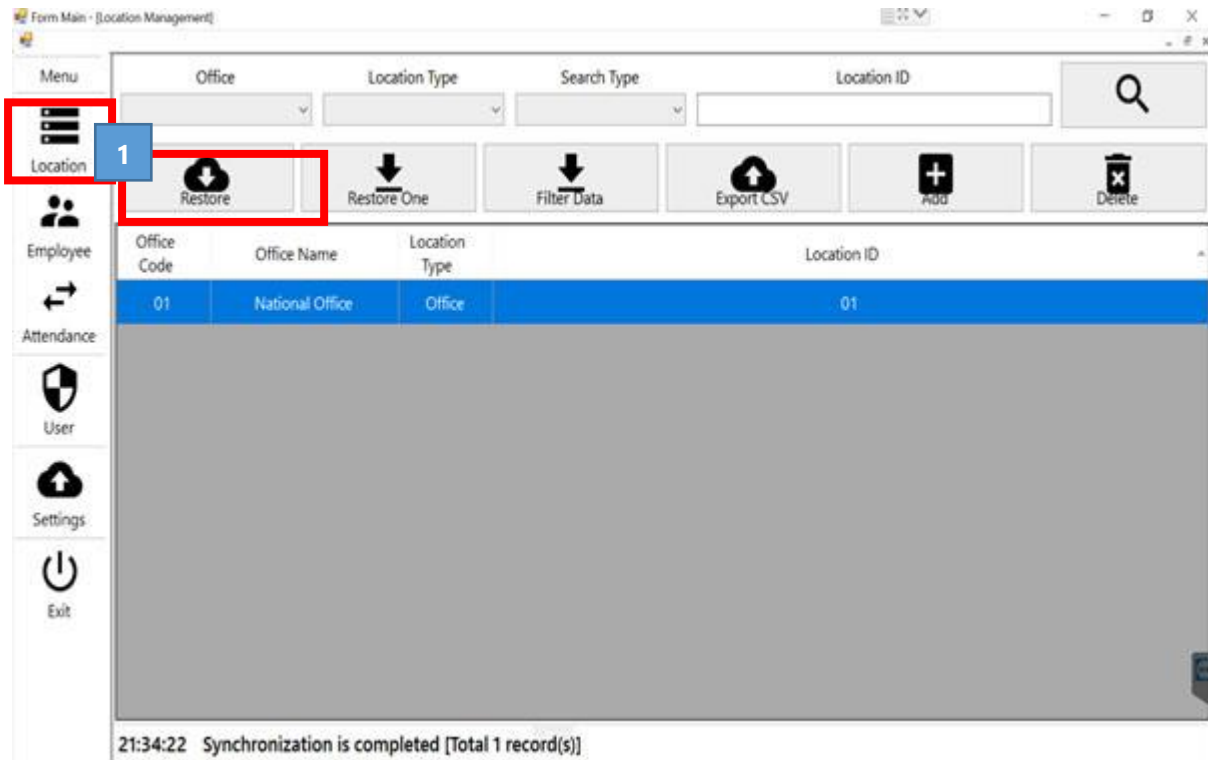 Form Main - [Location Management]
Menu
Office
Location Type
Search Type
Location ID
Location
1
Restore
Restore One
Filter Data
Export CSV
Add
Delete
Employee
Attendance
User
Settings
Exit
Office Code
Office Name
Location Type
Location ID
01
National Office
Office
01
21:34:22 Synchronization is completed [Total 1 record(s)]